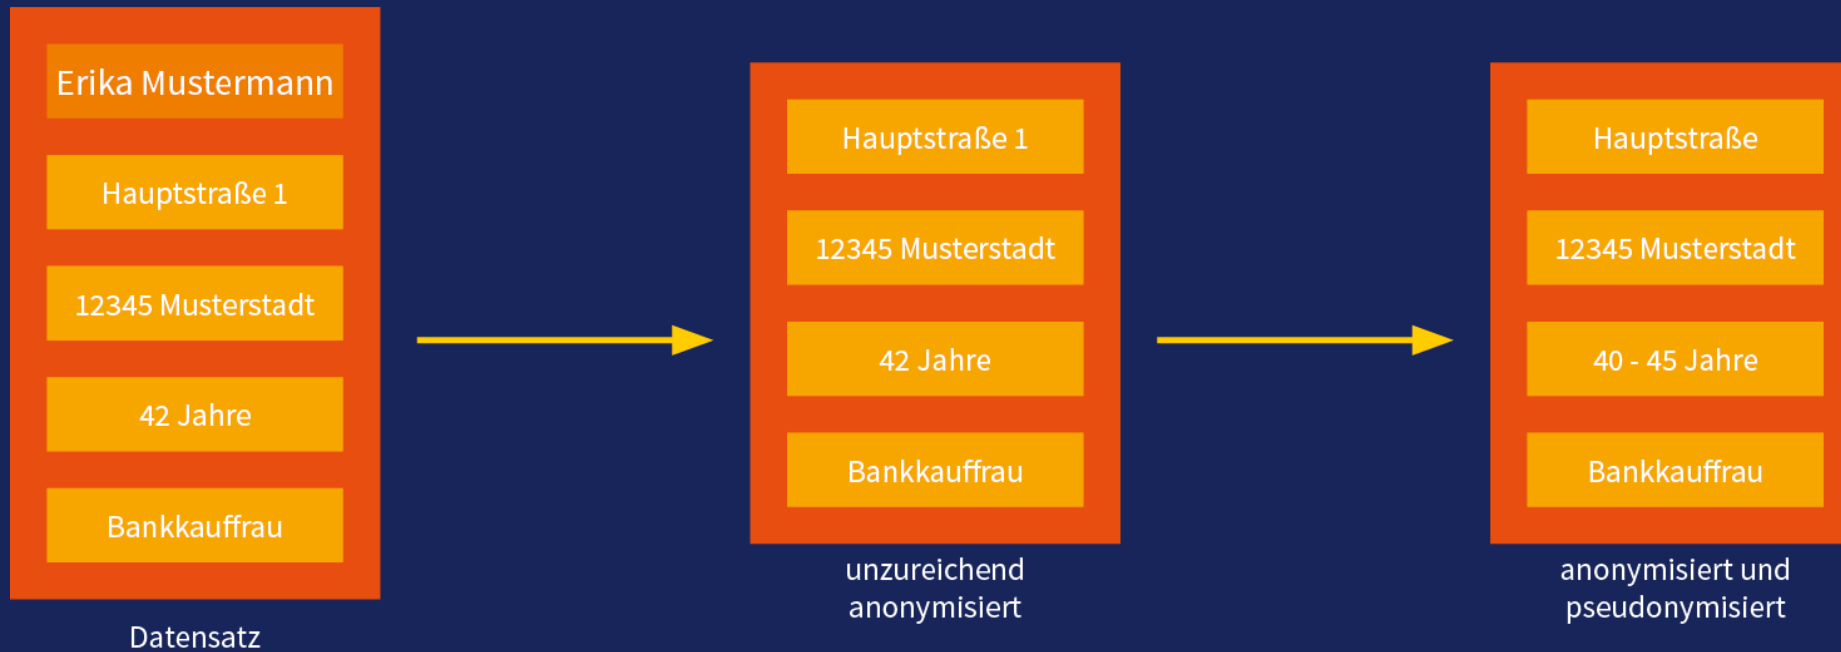 Erika Mustermann
Hauptstraße 1
12345 Musterstadt
42 Jahre
Bankkauffrau
Datensatz
Hauptstraße 1
12345 Musterstadt
42 Jahre
Bankkauffrau
unzureichend
anonymisiert
Hauptstraße
12345 Musterstadt
40 - 45 Jahre
Bankkauffrau
anonymisiert und
pseudonymisiert